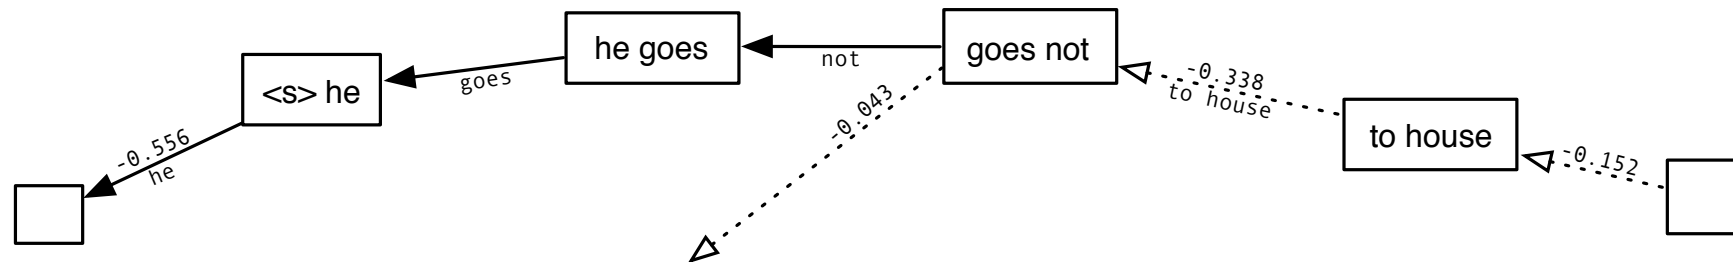 <s> he
he goes
goes not
to house
-0.556
he
goes
not
-0.043
-0.338
to house
-0.152